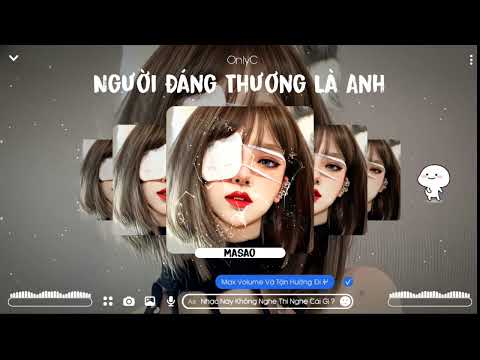 OnlyC
NGƯỜI ĐÁNG THƯƠNG LÀ ANH
MASAO
Max Volume Và Tận Hưởng Đi
Aa Nhạc Này Không Nghe Thì Nghe Cái Gì ?